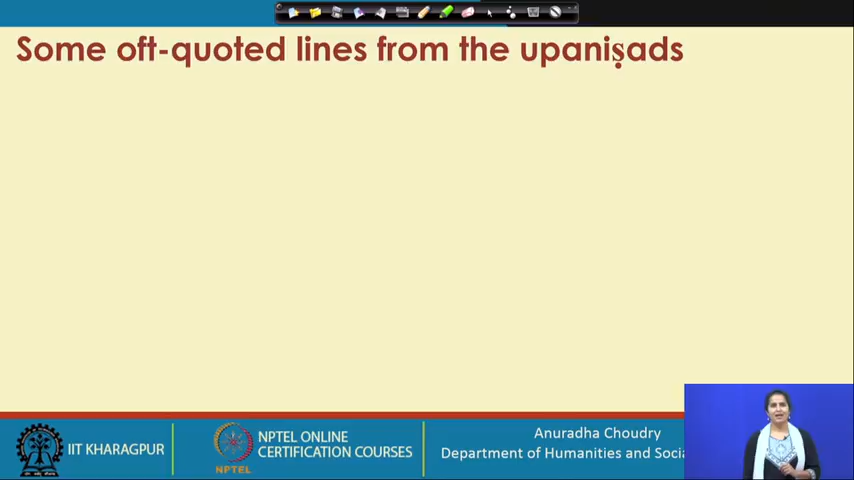 Some oft-quoted lines from the upaniṣads
IIT KHARAGPUR
NPTEL
NPTEL ONLINE
CERTIFICATION COURSES
Anuradha Choudry
Department of Humanities and